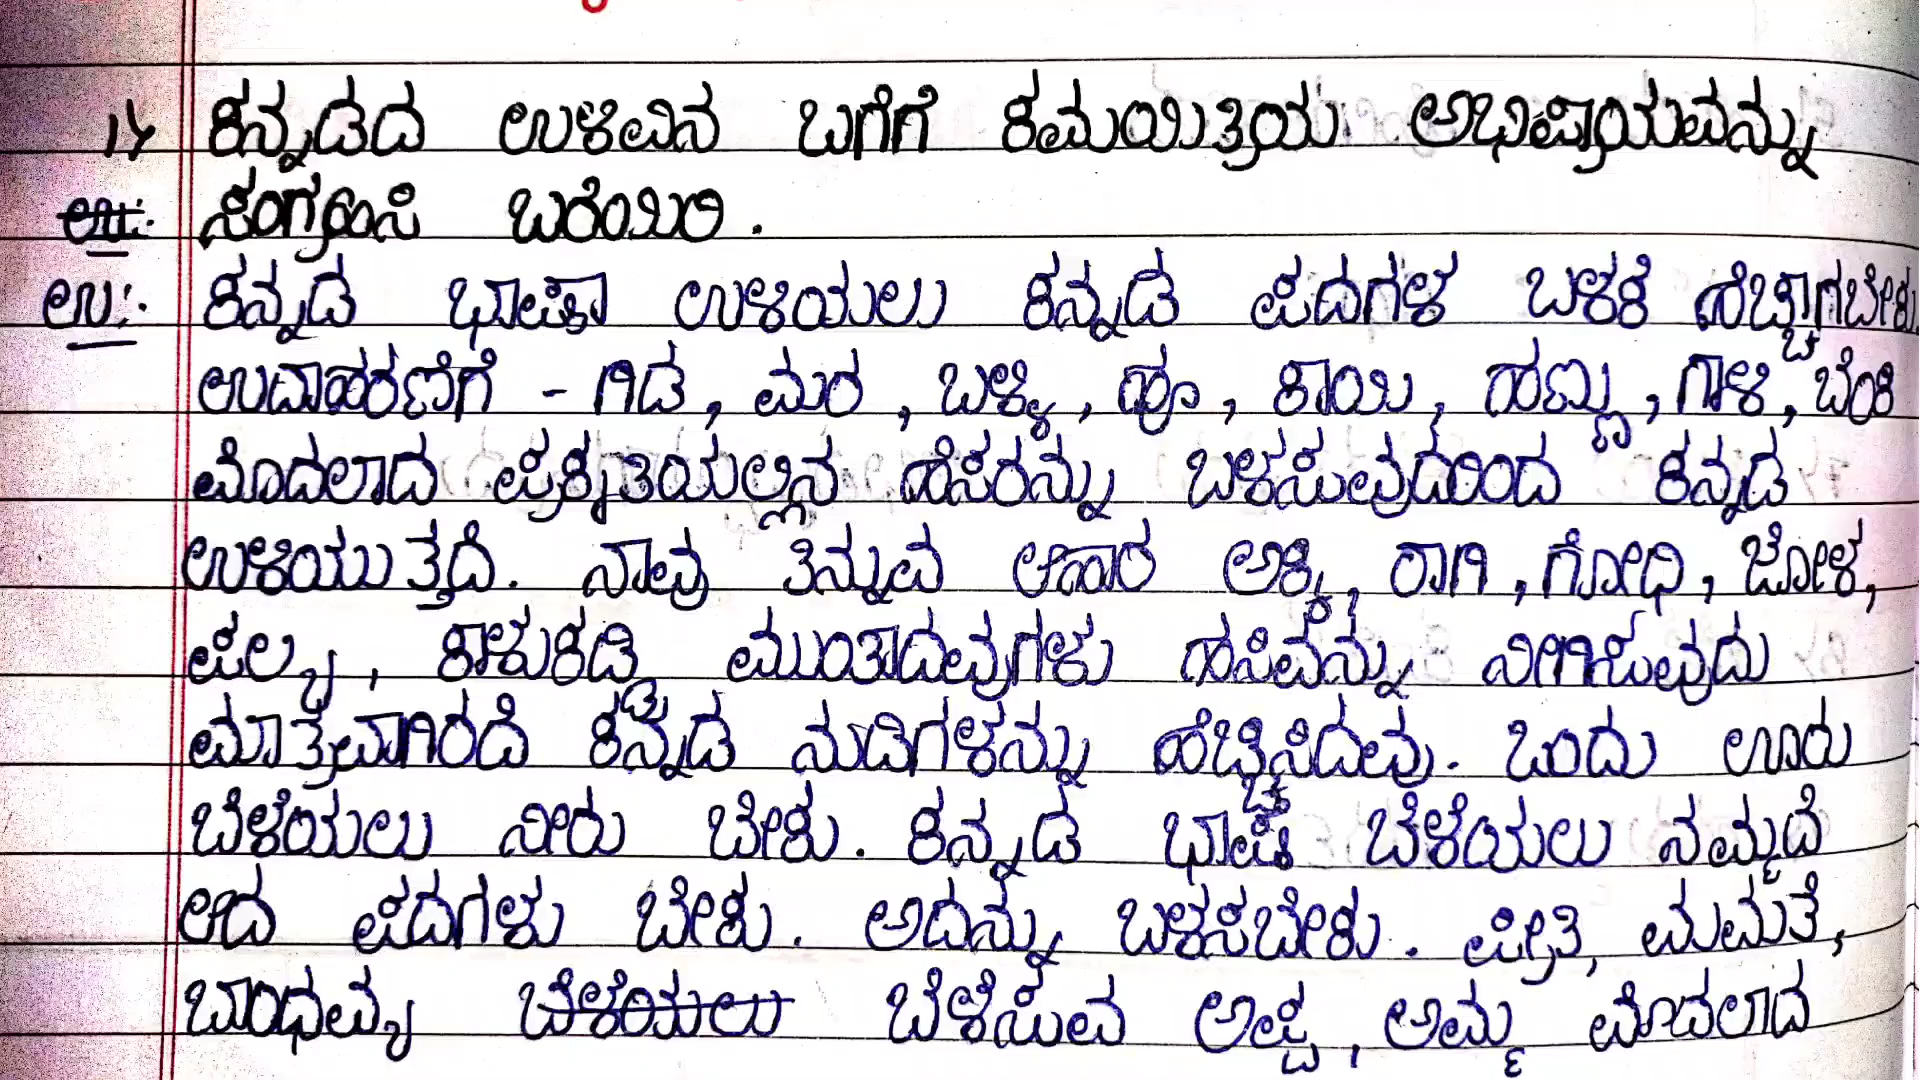 1) ಕನ್ನಡದ ಉಳಿವಿನ ಬಗೆಗೆ ಕವಯಿತ್ರಿಯ ಅಭಿಪ್ರಾಯವನ್ನು
ಉ:. ಸಂಗ್ರಹಿಸಿ ಬರೆಯಿರಿ.
ಉ:. ಕನ್ನಡ ಭಾಷೆ ಉಳಿಯಲು ಕನ್ನಡ ಪದಗಳ ಬಳಕೆ ಹೆಚ್ಚಾಗಬೇಕು.
ಉದಾಹರಣೆಗೆ - ಗಿಡ, ಮರ, ಬಳ್ಳಿ, ಹೂ, ಕಾಯಿ, ಹಣ್ಣು, ಗಾಳಿ, ಬೆಂಕಿ
ಮೊದಲಾದ ಪ್ರಕೃತಿಯಲ್ಲಿನ ಹೆಸರನ್ನು ಬಳಸುವುದರಿಂದ ಕನ್ನಡ
ಉಳಿಯುತ್ತದೆ. ನಾವು ತಿನ್ನುವ ಆಹಾರ ಅಕ್ಕಿ, ರಾಗಿ, ಗೋಧಿ, ಜೋಳ,
ಪಲ್ಯ, ಕಾಳುಕಡ್ಡಿ ಮುಂತಾದವುಗಳು ಹಸಿವನ್ನು ನೀಗಿಸುವುದು
ಮಾತ್ರವಾಗಿರದೆ ಕನ್ನಡ ನುಡಿಗಳನ್ನು ಹೆಚ್ಚಿಸಿದವು. ಒಂದು ಊರು
ಬೆಳೆಯಲು ನೀರು ಬೇಕು. ಕನ್ನಡ ಭಾಷೆ ಬೆಳೆಯಲು ನಮ್ಮದೆ
ಆದ ಪದಗಳು ಬೇಕು. ಅದನ್ನು ಬಳಸಬೇಕು. ಪ್ರೀತಿ, ಮಮತೆ,
ಬಾಂಧವ್ಯ ಬೆಳೆಯಲು ಬೆಳೆಸುವ ಅಪ್ಪ, ಅಮ್ಮ ಮೊದಲಾದ